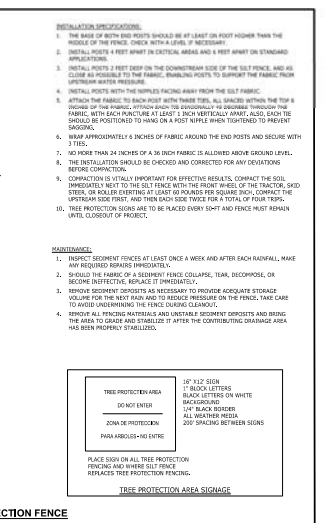 INSTALLATION SPECIFICATIONS:
1. THE BASE OF BOTH END POSTS SHOULD BE AT LEAST ON FOOT HIGHER THAN THE
MIDDLE OF THE FENCE. CHECK WITH A LEVEL IF NECESSARY.
2. INSTALL POSTS 4 FEET APART IN CRITICAL AREAS AND 6 FEET APART ON STANDARD
APPLICATIONS.
3. INSTALL POSTS 2 FEET DEEP ON THE DOWNSTREAM SIDE OF THE SILT FENCE, AND AS
CLOSE AS POSSIBLE TO THE FABRIC, ENABLING POSTS TO SUPPORT THE FABRIC FROM
UPSTREAM WATER PRESSURE.
4. INSTALL POSTS WITH THE NIPPLES FACING AWAY FROM THE SILT FABRIC.
5. ATTACH THE FABRIC TO EACH POST WITH THREE TIES, ALL SPACED WITHIN THE TOP 8
INCHES OF THE FABRIC. ATTACH EACH TIE DIAGONALLY 45 DEGREES THROUGH THE
FABRIC, WITH EACH PUNCTURE AT LEAST 1 INCH VERTICALLY APART. ALSO, EACH TIE
SHOULD BE POSITIONED TO HANG ON A POST NIPPLE WHEN TIGHTENED TO PREVENT
SAGGING.
6. WRAP APPROXIMATELY 6 INCHES OF FABRIC AROUND THE END POSTS AND SECURE WITH
3 TIES.
7. NO MORE THAN 24 INCHES OF A 36 INCH FABRIC IS ALLOWED ABOVE GROUND LEVEL.
8. THE INSTALLATION SHOULD BE CHECKED AND CORRECTED FOR ANY DEVIATIONS
BEFORE COMPACTION.
9. COMPACTION IS VITALLY IMPORTANT FOR EFFECTIVE RESULTS. COMPACT THE SOIL
IMMEDIATELY NEXT TO THE SILT FENCE WITH THE FRONT WHEEL OF THE TRACTOR, SKID
STEER, OR ROLLER EXERTING AT LEAST 60 POUNDS PER SQUARE INCH. COMPACT THE
UPSTREAM SIDE FIRST, AND THEN EACH SIDE TWICE FOR A TOTAL OF FOUR TRIPS.
10. TREE PROTECTION SIGNS ARE TO BE PLACED EVERY 50-FT AND FENCE MUST REMAIN
UNTIL CLOSEOUT OF PROJECT.
MAINTENANCE:
1. INSPECT SEDIMENT FENCES AT LEAST ONCE A WEEK AND AFTER EACH RAINFALL. MAKE
ANY REQUIRED REPAIRS IMMEDIATELY.
2. SHOULD THE FABRIC OF A SEDIMENT FENCE COLLAPSE, TEAR, DECOMPOSE, OR
BECOME INEFFECTIVE, REPLACE IT IMMEDIATELY.
3. REMOVE SEDIMENT DEPOSITS AS NECESSARY TO PROVIDE ADEQUATE STORAGE
VOLUME FOR THE NEXT RAIN AND TO REDUCE PRESSURE ON THE FENCE. TAKE CARE
TO AVOID UNDERMINING THE FENCE DURING CLEANOUT.
4. REMOVE ALL FENCING MATERIALS AND UNSTABLE SEDIMENT DEPOSITS AND BRING
THE AREA TO GRADE AND STABILIZE IT AFTER THE CONTRIBUTING DRAINAGE AREA
HAS BEEN PROPERLY STABILIZED.
TREE PROTECTION AREA
DO NOT ENTER
ZONA DE PROTECCION
PARA ARBOLES - NO ENTRE
16" X12' SIGN
1" BLOCK LETTERS
BLACK LETTERS ON WHITE
BACKGROUND
1/4" BLACK BORDER
ALL WEATHER MEDIA
200' SPACING BETWEEN SIGNS
PLACE SIGN ON ALL TREE PROTECTION
FENCING AND WHERE SILT FENCE
REPLACES TREE PROTECTION FENCING.
TREE PROTECTION AREA SIGNAGE
ECTION FENCE